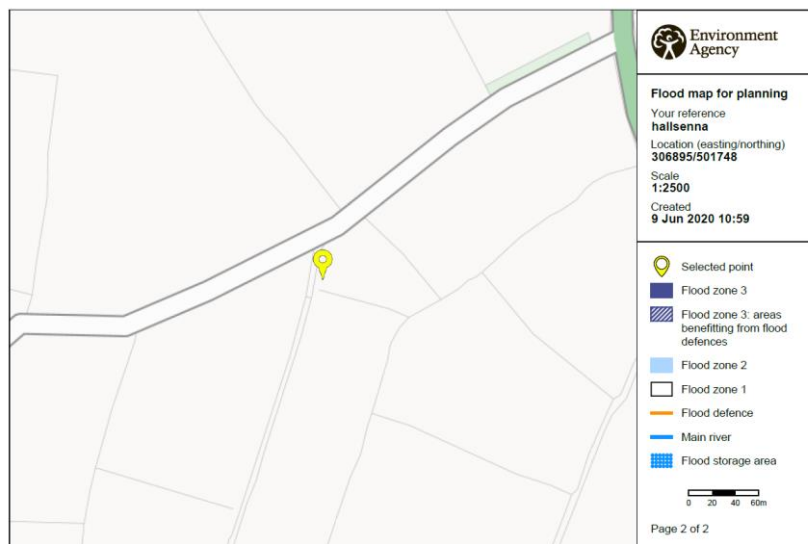 Environment
Agency
Flood map for planning
Your reference
hallsenna
Location (easting/northing)
306895/501748
Scale
1:2500
Created
9 Jun 2020 10:59
Selected point
Flood zone 3
Flood zone 3: areas
benefitting from flood
defences
Flood zone 2
Flood zone 1
Flood defence
Main river
Flood storage area
0 20 40 60m
Page 2 of 2